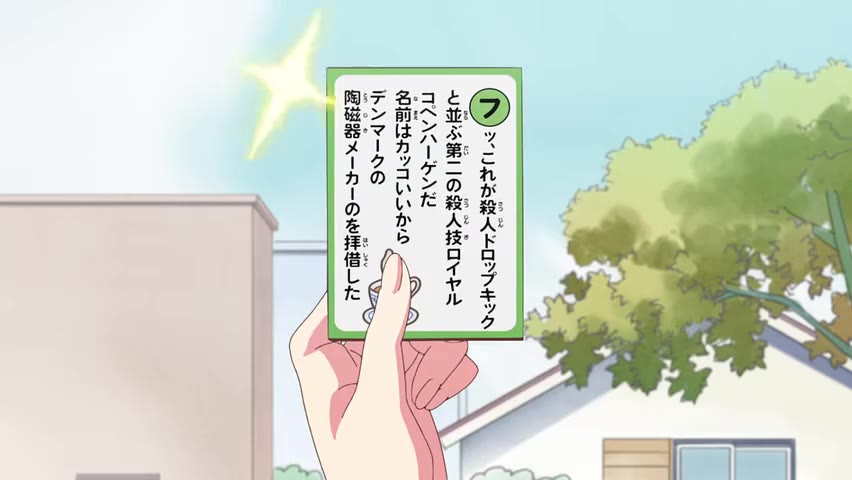 フッ、これが殺人ドロップキック
と並ぶ第二の殺人技ロイヤル
コペンハーゲンだ
名前はカッコいいから
デンマークの
陶磁器メーカーのを拝借した